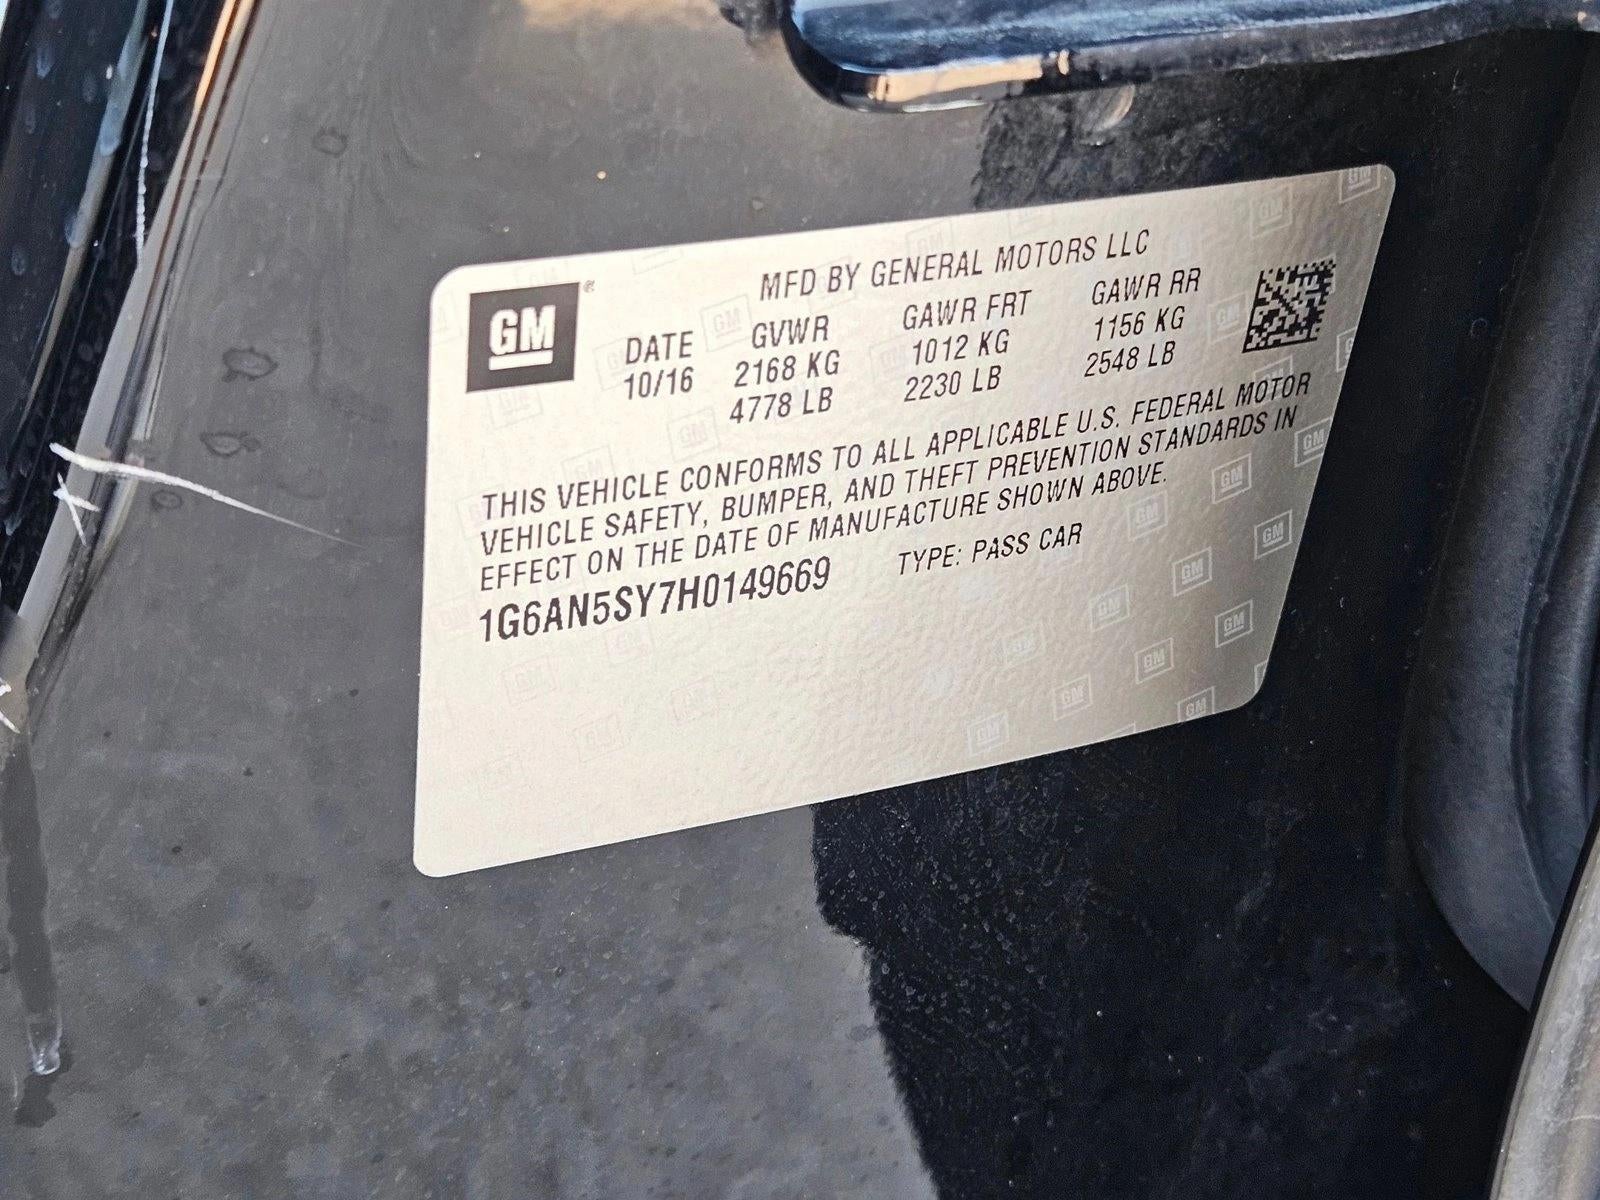 GM®
MFD BY GENERAL MOTORS LLC
DATE GVWR GAWR FRT GAWR RR
10/16 2168 KG 1012 KG 1156 KG
4778 LB 2230 LB 2548 LB
THIS VEHICLE CONFORMS TO ALL APPLICABLE U.S. FEDERAL MOTOR
VEHICLE SAFETY, BUMPER, AND THEFT PREVENTION STANDARDS IN
EFFECT ON THE DATE OF MANUFACTURE SHOWN ABOVE.
1G6AN5SY7H0149669 TYPE: PASS CAR